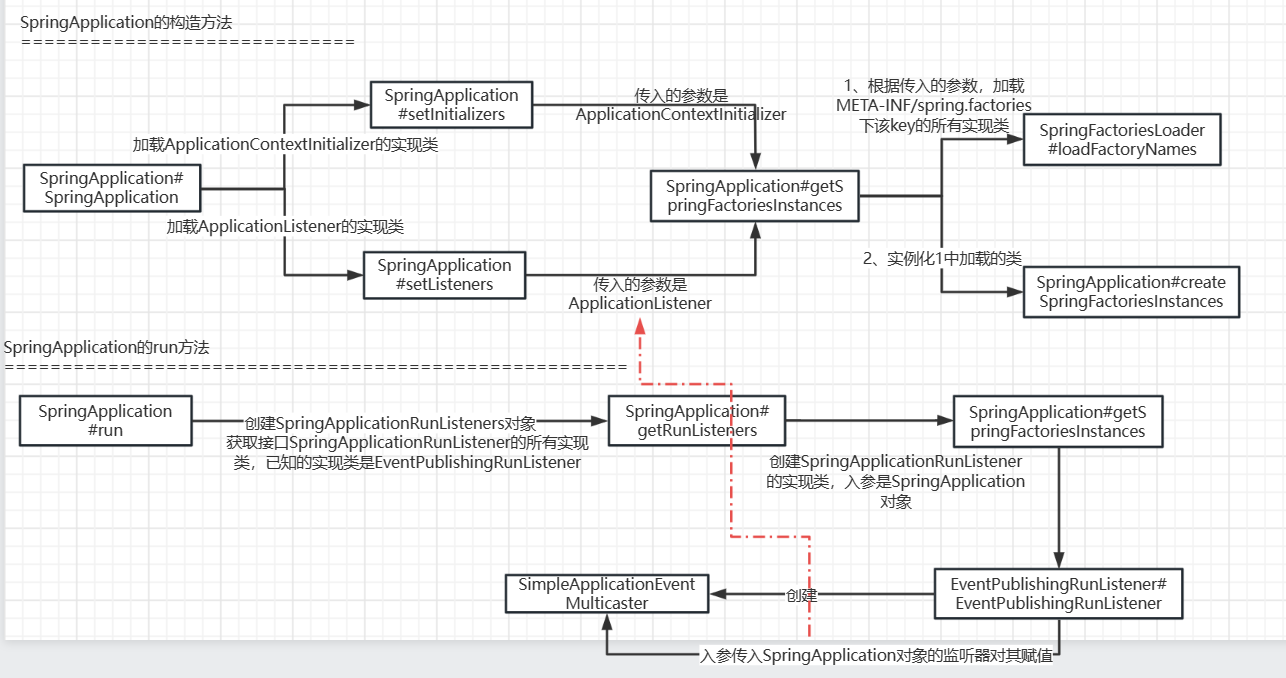 SpringApplication的构造方法
============================
SpringApplication
#setInitializers
传入的参数是
ApplicationContextInitializer
1、根据传入的参数，加载
META-INF/spring.factories
下该key的所有实现类
SpringFactoriesLoader
#loadFactoryNames
加载ApplicationContextInitializer的实现类
SpringApplication#
SpringApplication
SpringApplication#getS
pringFactoriesInstances
加载ApplicationListener的实现类
SpringApplication
#setListeners
传入的参数是
ApplicationListener
2、实例化1中加载的类
SpringApplication#create
SpringFactoriesInstances
SpringApplication的run方法
====================================================
SpringApplication
#run
创建SpringApplicationRunListeners对象
获取接口SpringApplicationRunListener的所有实现
类，已知的实现类是EventPublishingRunListener
SpringApplication#
getRunListeners
SpringApplication#getS
pringFactoriesInstances
创建SpringApplicationRunListener
的实现类，入参是SpringApplication
对象
SimpleApplicationEvent
Multicaster
创建
EventPublishingRunListener#
EventPublishingRunListener
入参传入SpringApplication对象的监听器对其赋值